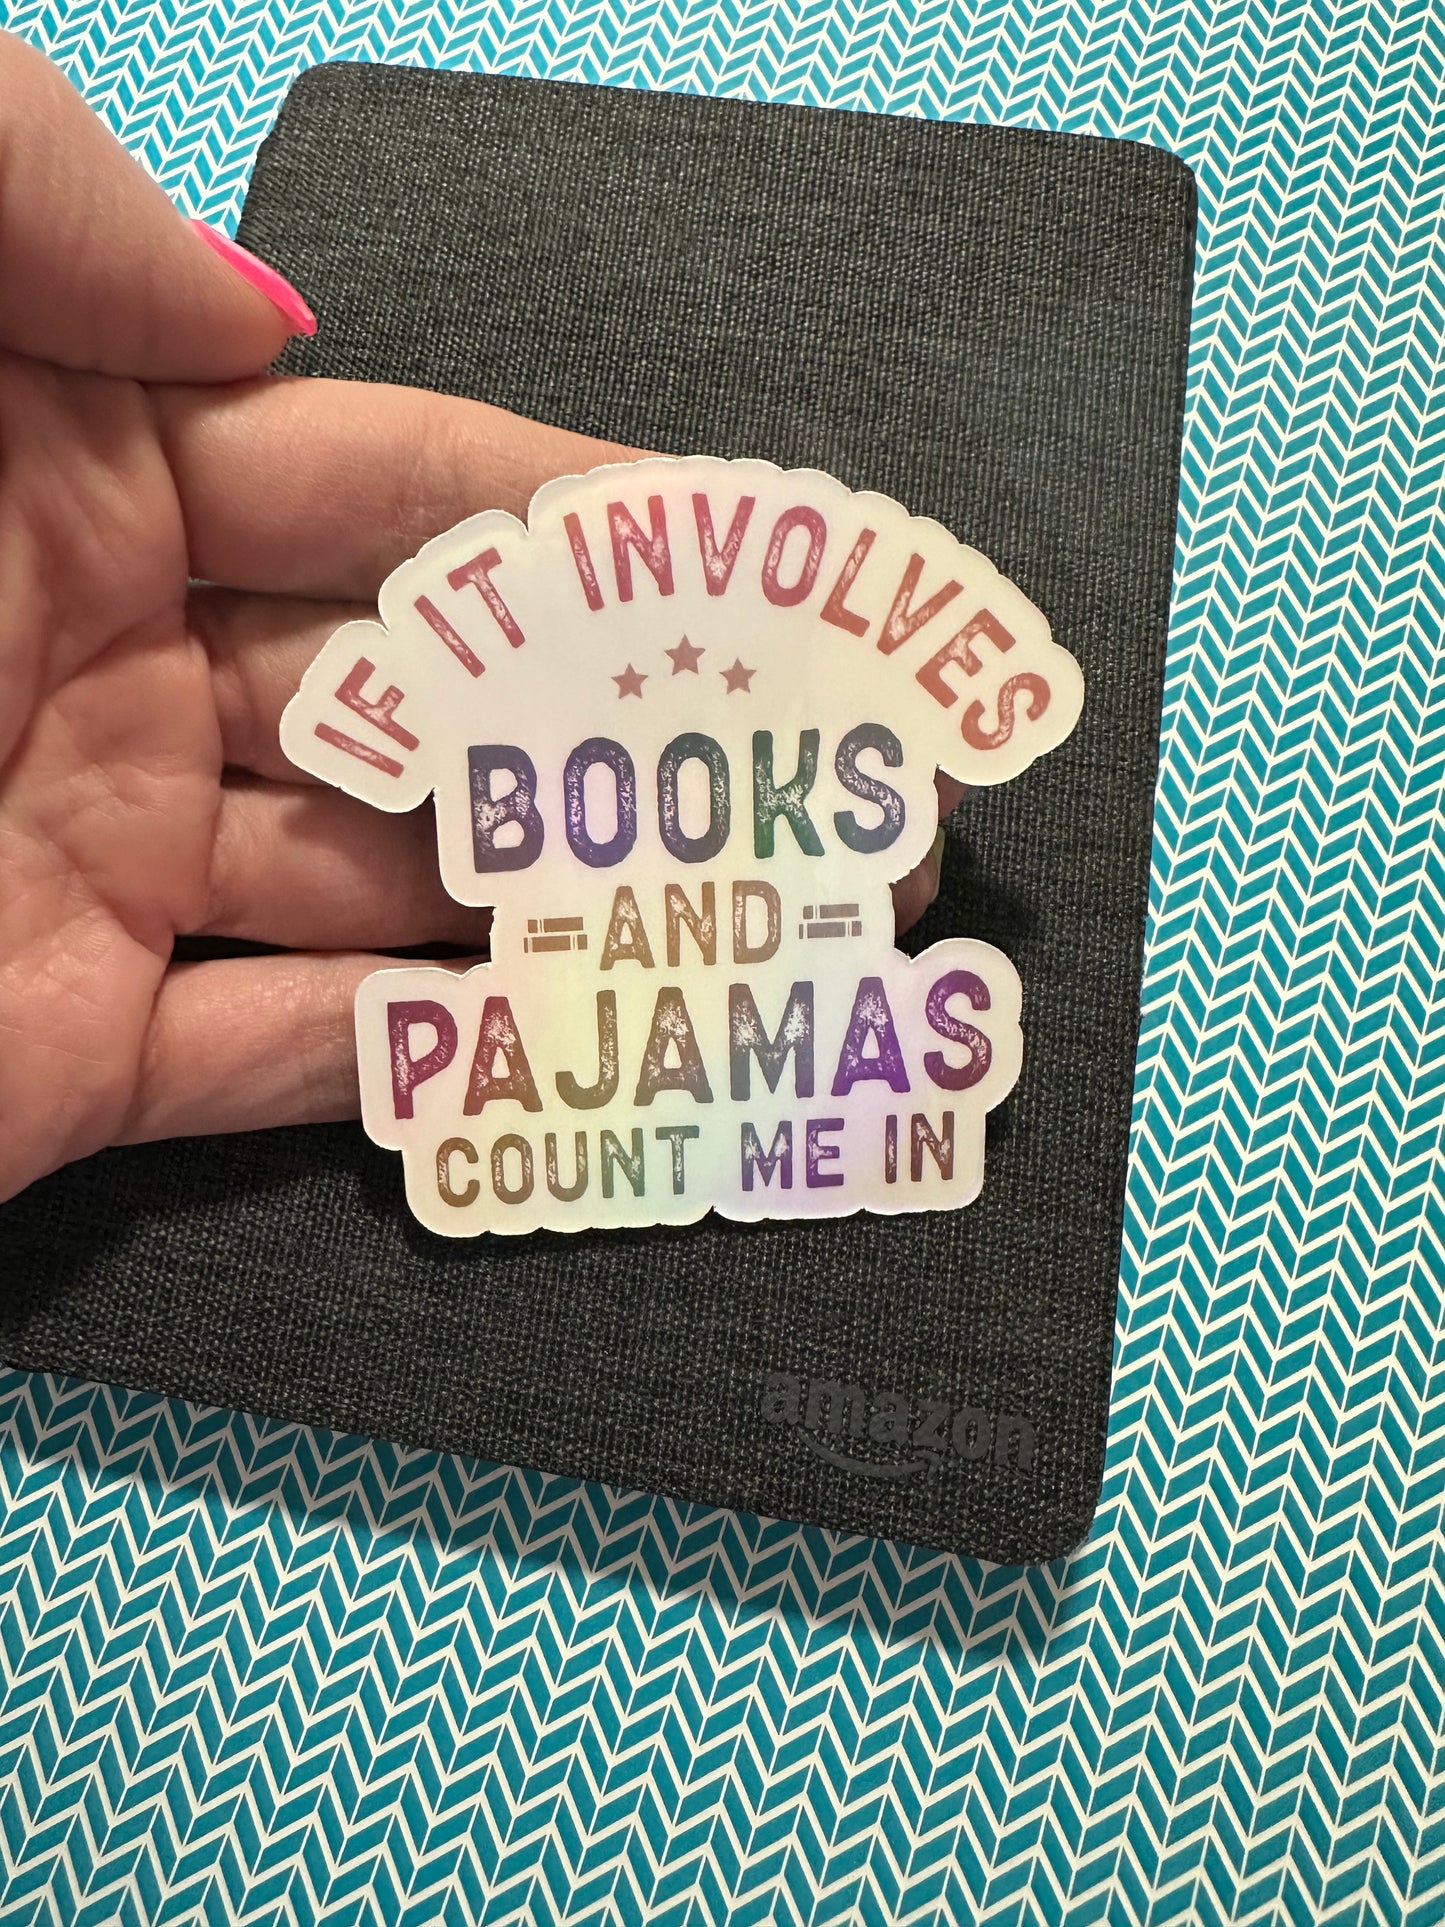 IF IT INVOLVES
BOOKS
AND
PAJAMAS
COUNT ME IN
amazon